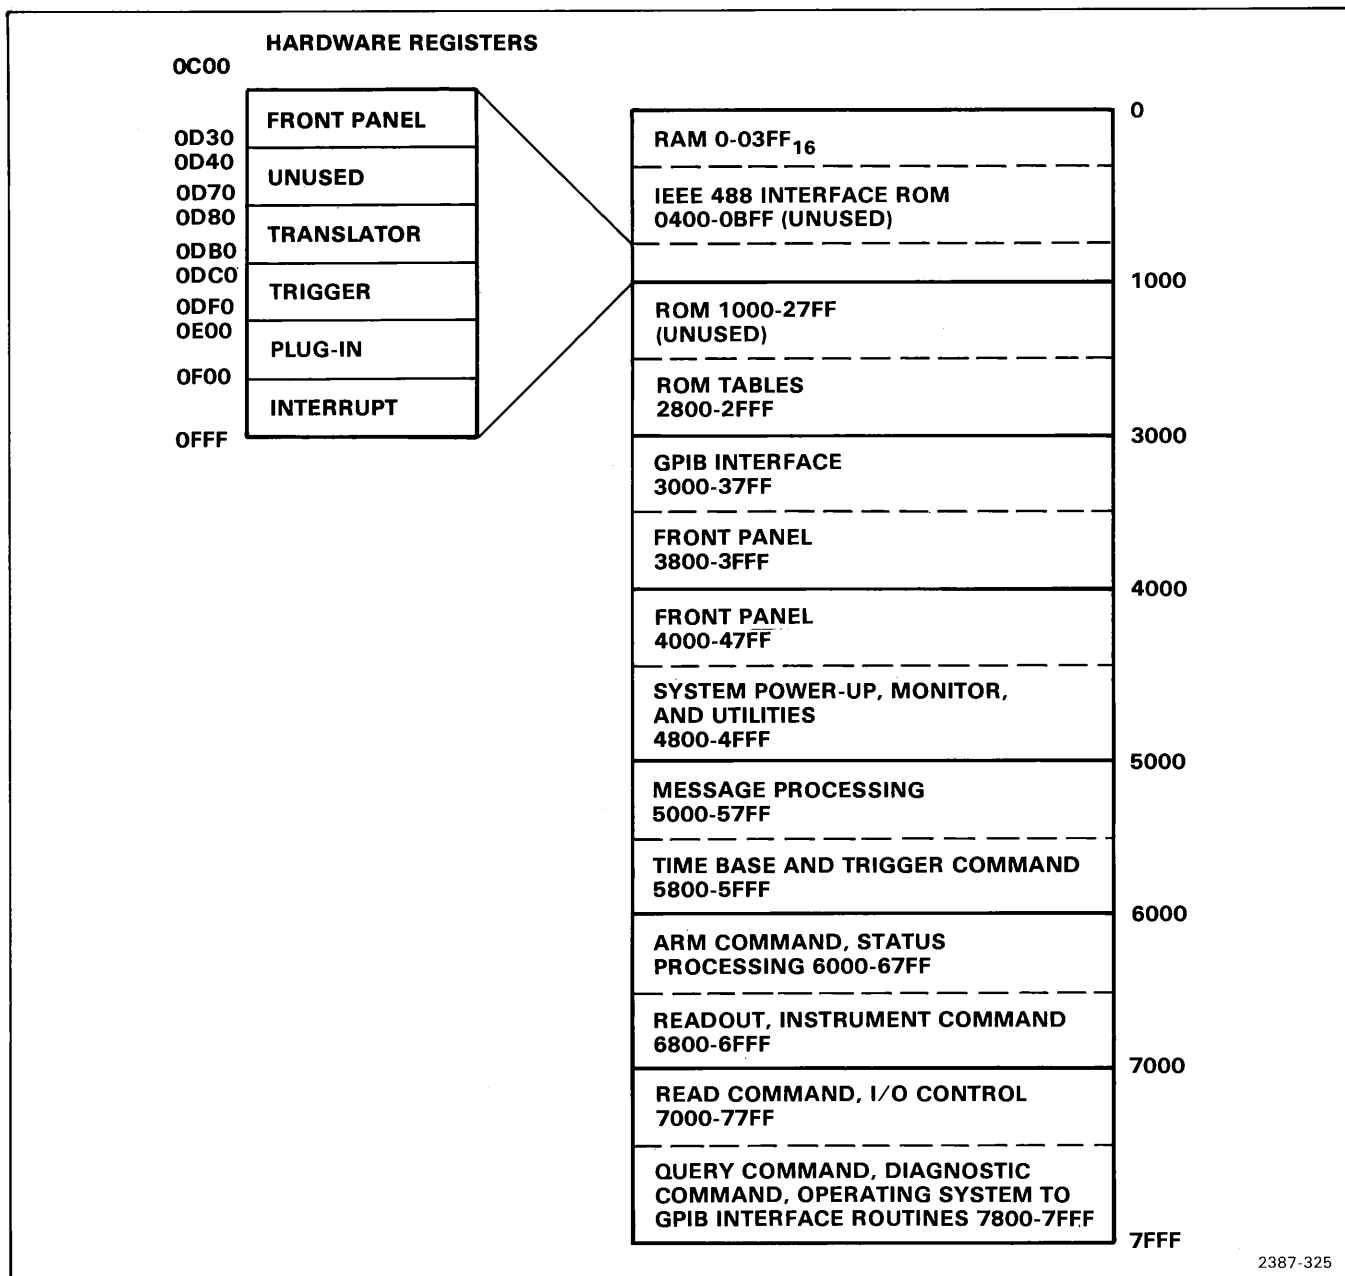 HARDWARE REGISTERS
0C00
FRONT PANEL
0D30
0D40
UNUSED
0D70
0D80
TRANSLATOR
0DB0
0DC0
TRIGGER
0DF0
0E00
PLUG-IN
0F00
INTERRUPT
0FFF
0
RAM 0-03FF16
IEEE 488 INTERFACE ROM
0400-0BFF (UNUSED)
1000
ROM 1000-27FF
(UNUSED)
ROM TABLES
2800-2FFF
3000
GPIB INTERFACE
3000-37FF
FRONT PANEL
3800-3FFF
4000
FRONT PANEL
4000-47FF
SYSTEM POWER-UP, MONITOR,
AND UTILITIES
4800-4FFF
5000
MESSAGE PROCESSING
5000-57FF
TIME BASE AND TRIGGER COMMAND
5800-5FFF
6000
ARM COMMAND, STATUS
PROCESSING 6000-67FF
READOUT, INSTRUMENT COMMAND
6800-6FFF
7000
READ COMMAND, I/O CONTROL
7000-77FF
QUERY COMMAND, DIAGNOSTIC
COMMAND, OPERATING SYSTEM TO
GPIB INTERFACE ROUTINES 7800-7FFF
7FFF
2387-325